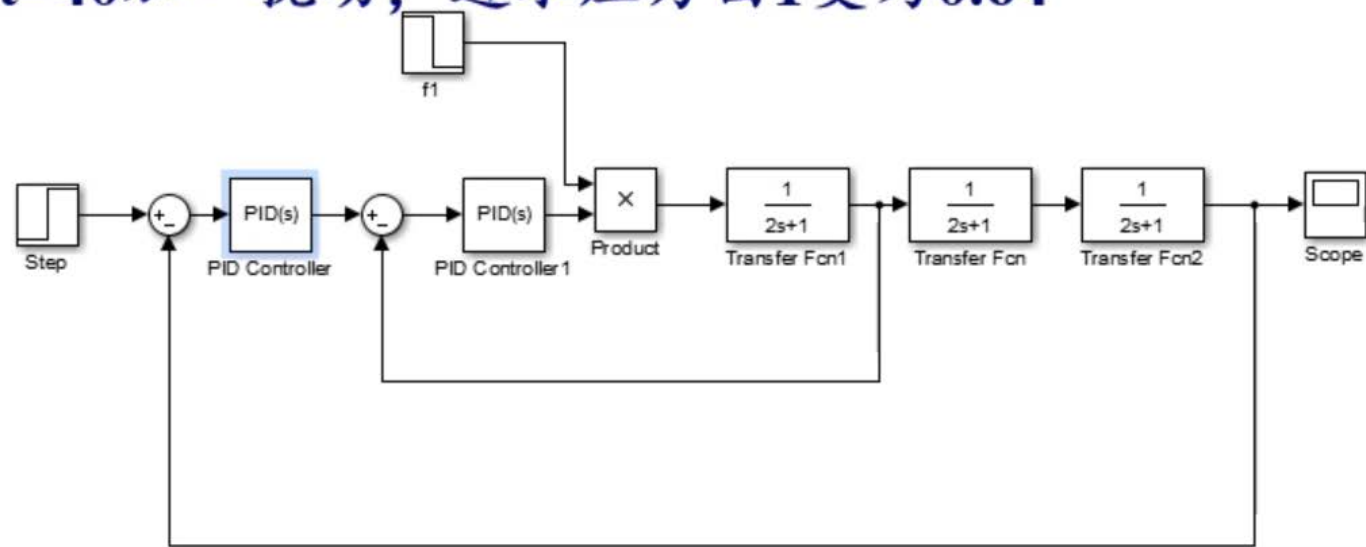 f1
Step
PID(s)
PID Controller
PID(s)
PID Controller1
×
Product
1
2s+1
Transfer Fcn1
1
2s+1
Transfer Fcn
1
2s+1
Transfer Fcn2
Scope